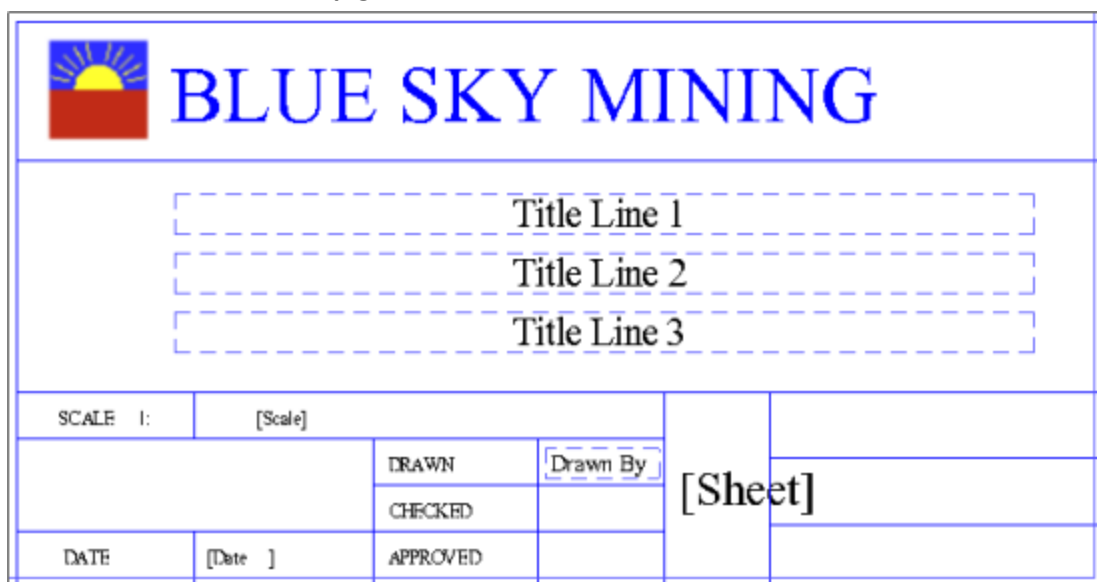 BLUE SKY MINING
Title Line 1
Title Line 2
Title Line 3
SCALE 1: [Scale]
DRAWN Drawn By
[Sheet]
CHECKED
DATE [Date ] APPROVED